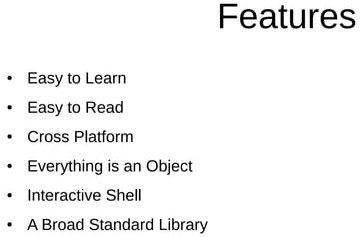 Features
• Easy to Learn
• Easy to Read
• Cross Platform
• Everything is an Object
• Interactive Shell
• A Broad Standard Library